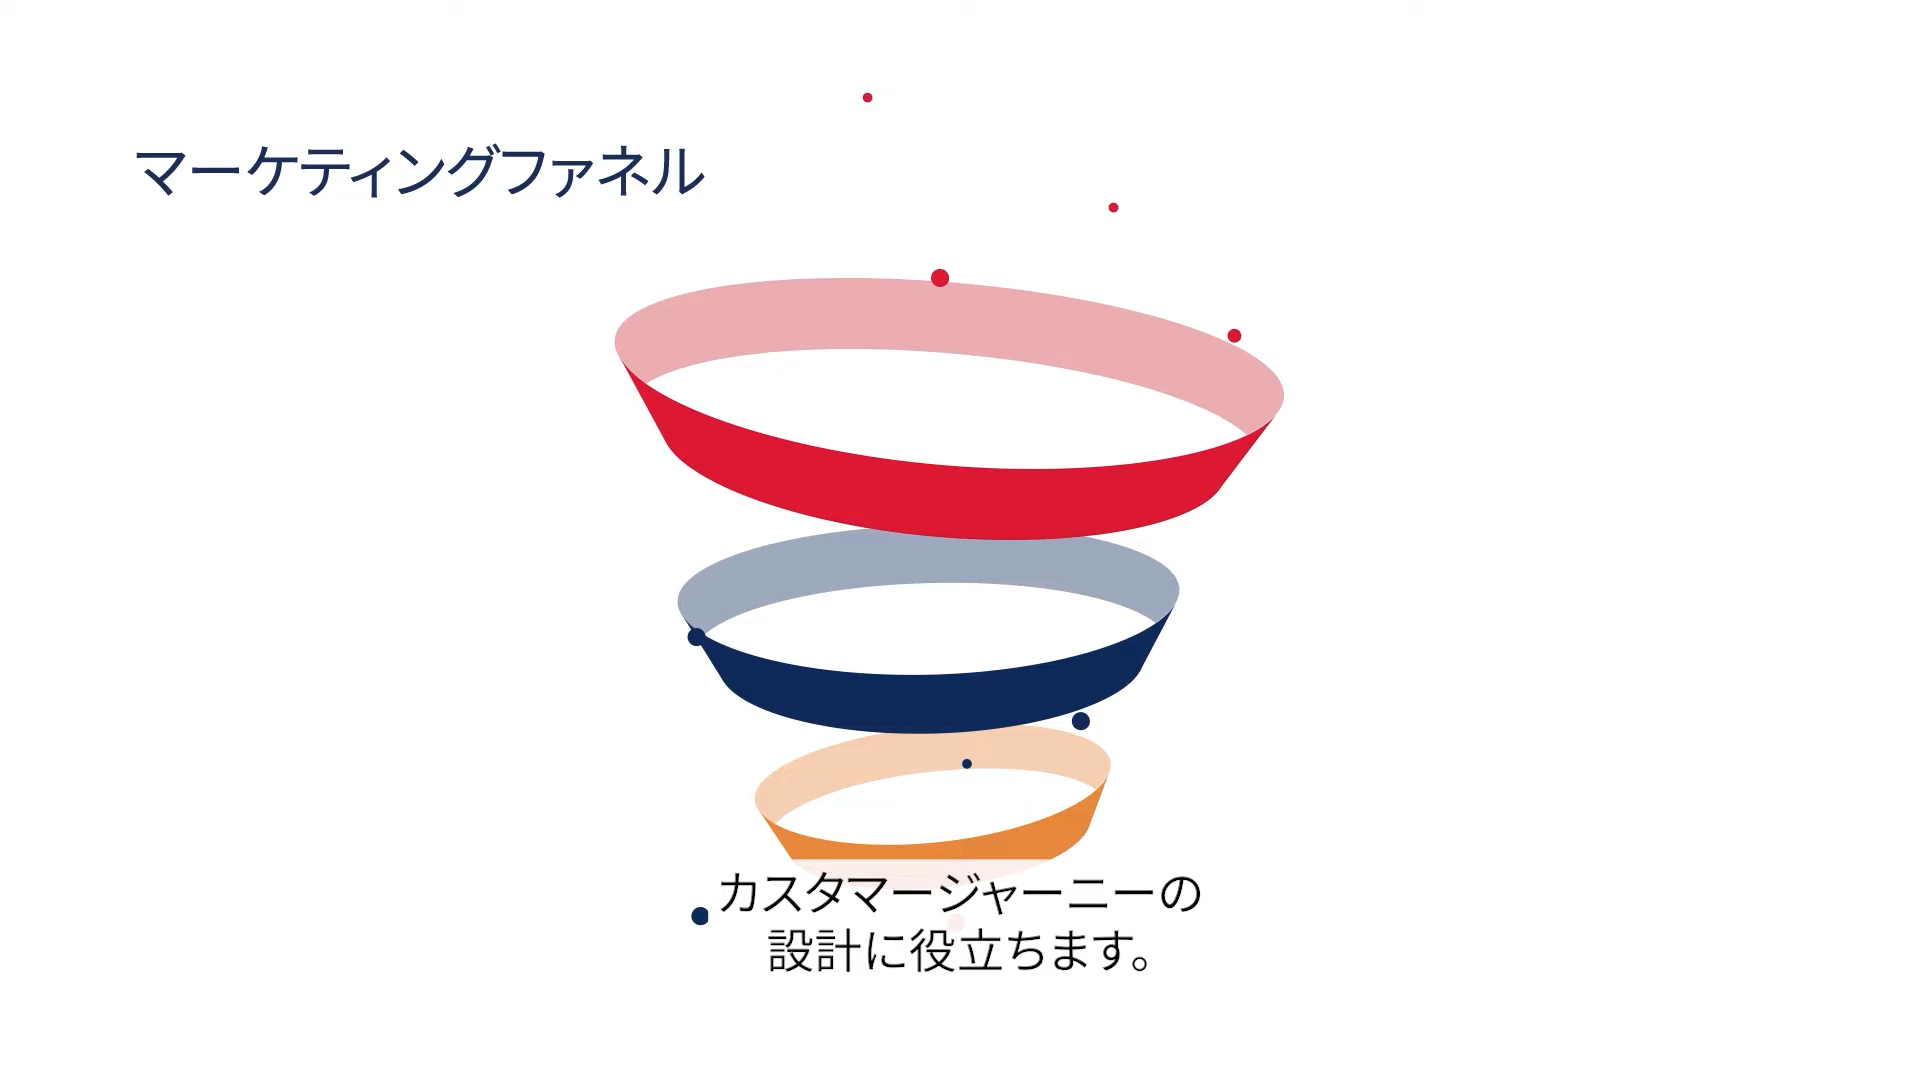 マーケティングファネル
カスタマージャーニーの
設計に役立ちます。